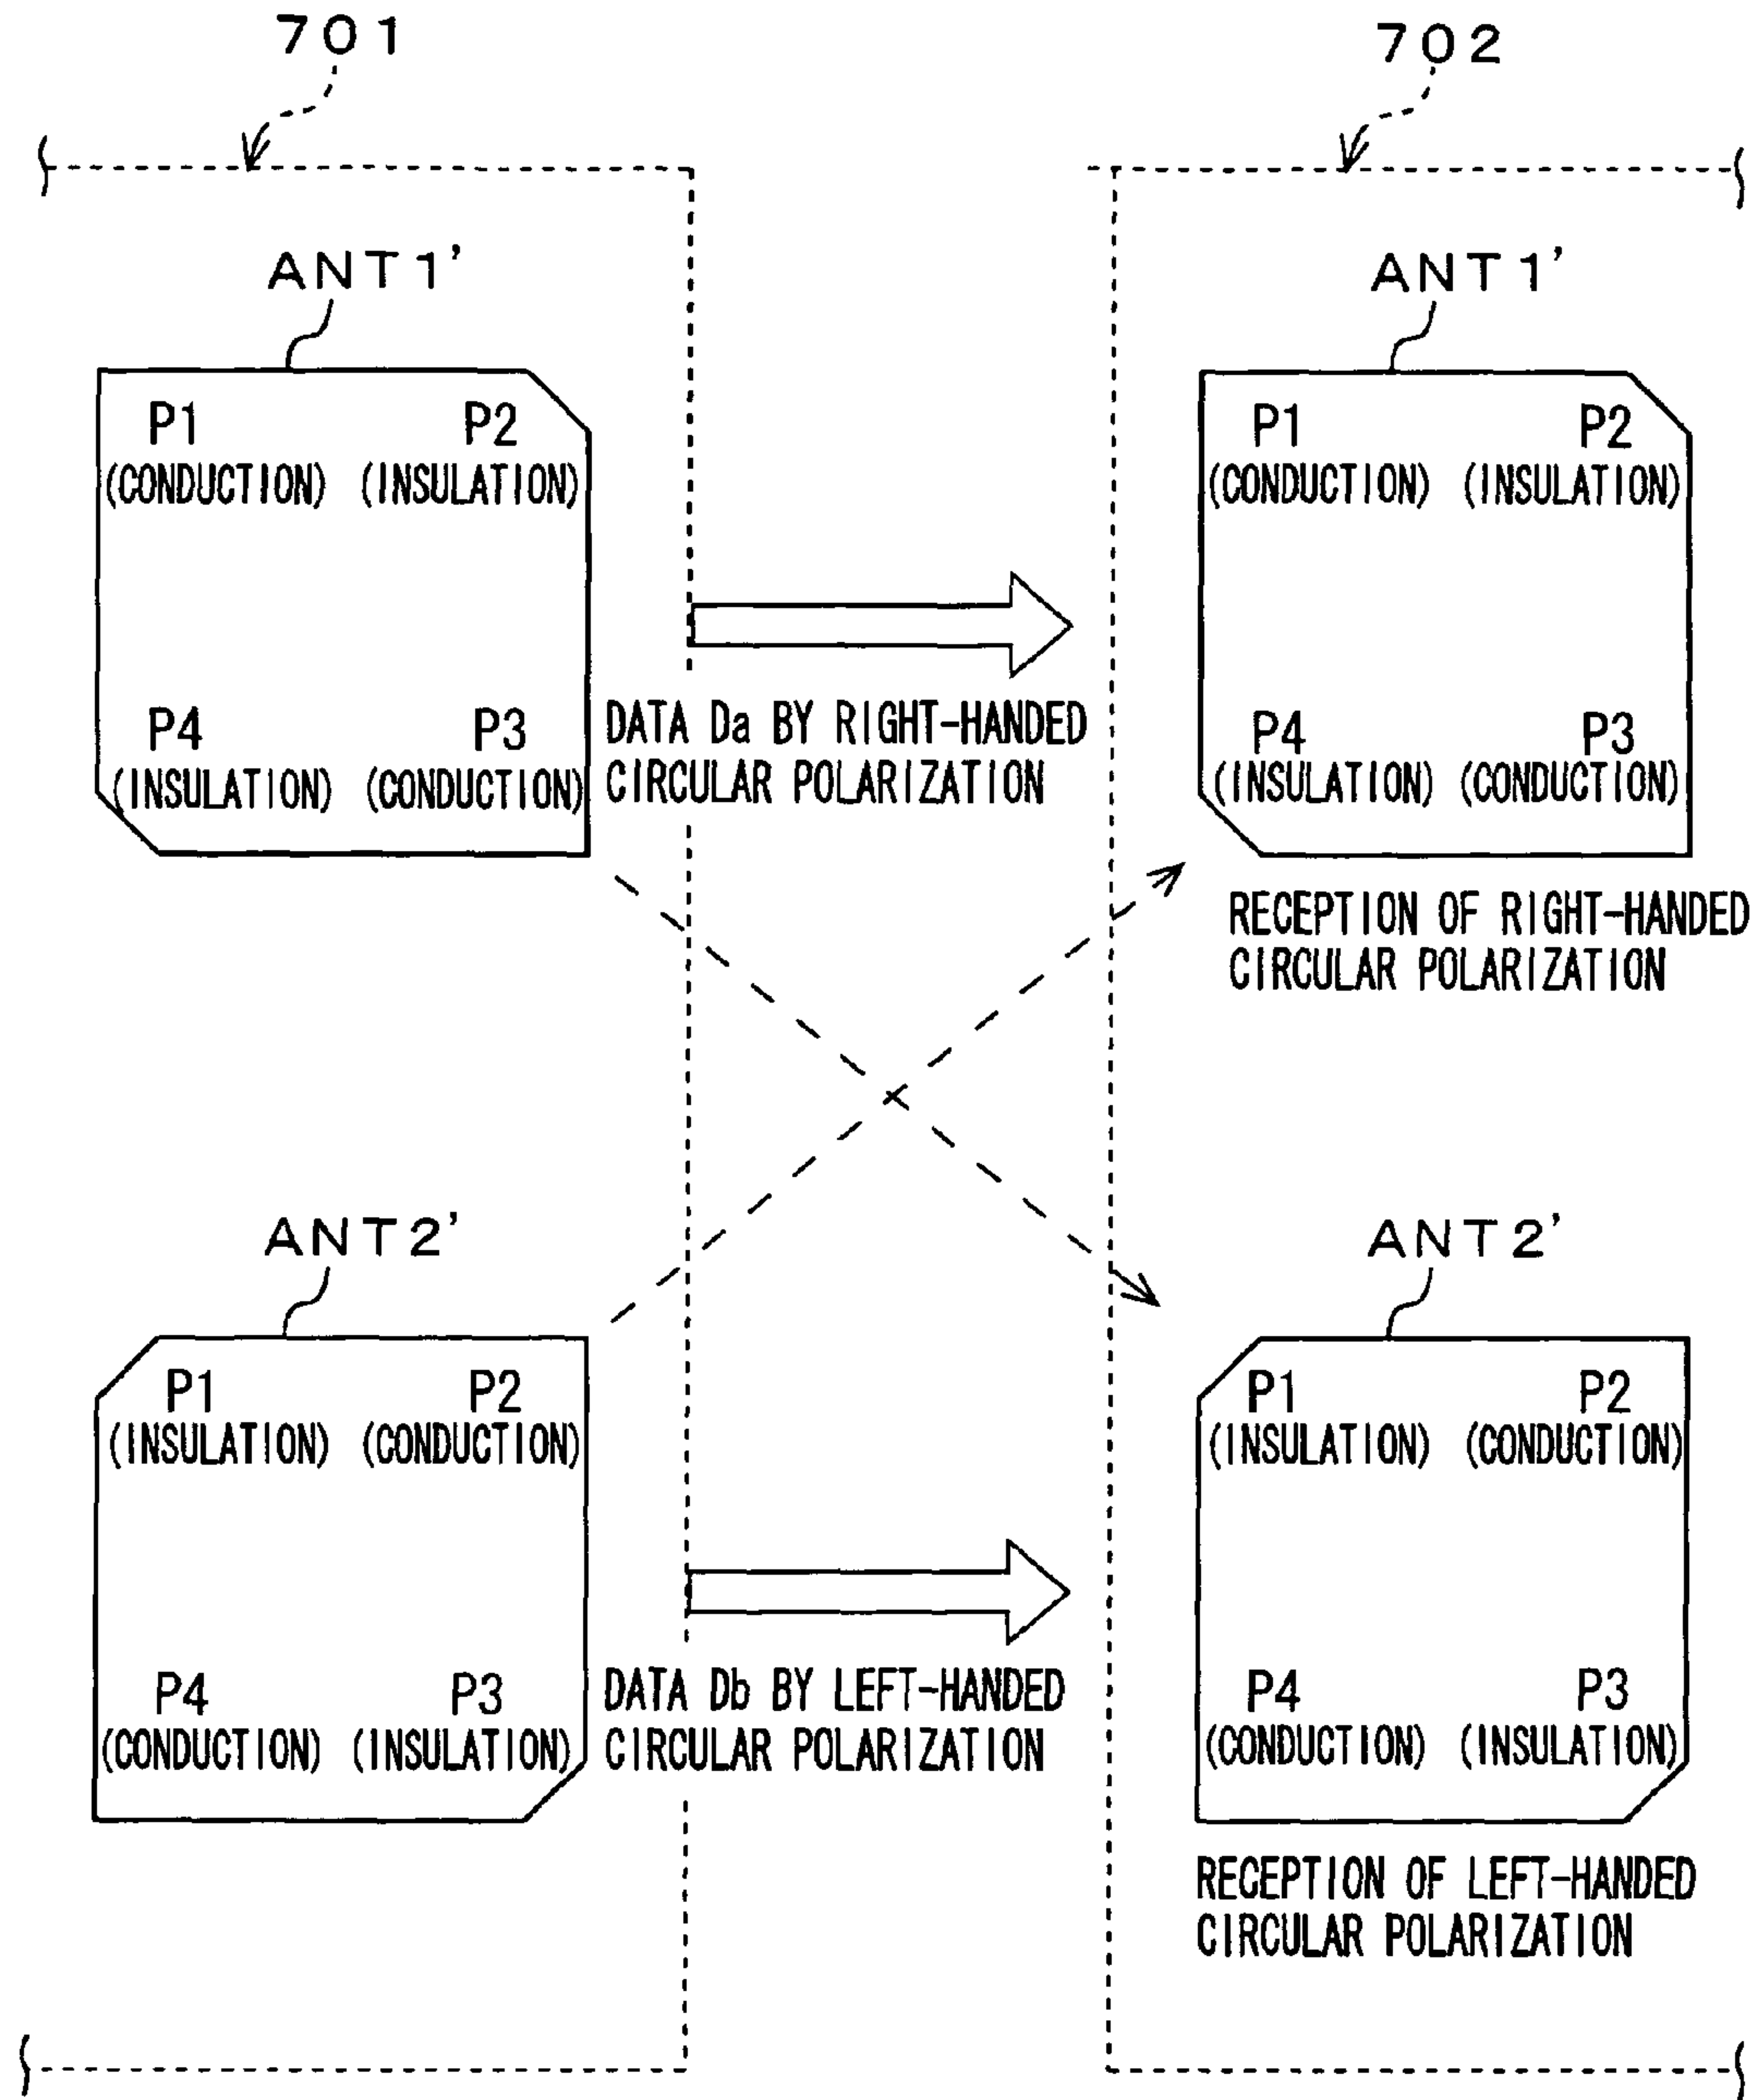 701
702
ANT1'
ANT1'
P1 P2
(CONDUCTION) (INSULATION)
P4 P3
(INSULATION) (CONDUCTION)
DATA Da BY RIGHT-HANDED
CIRCULAR POLARIZATION
P1 P2
(CONDUCTION) (INSULATION)
P4 P3
(INSULATION) (CONDUCTION)
RECEPTION OF RIGHT-HANDED
CIRCULAR POLARIZATION
ANT2'
ANT2'
P1 P2
(INSULATION) (CONDUCTION)
P4 P3
(CONDUCTION) (INSULATION)
DATA Db BY LEFT-HANDED
CIRCULAR POLARIZATION
P1 P2
(INSULATION) (CONDUCTION)
P4 P3
(CONDUCTION) (INSULATION)
RECEPTION OF LEFT-HANDED
CIRCULAR POLARIZATION